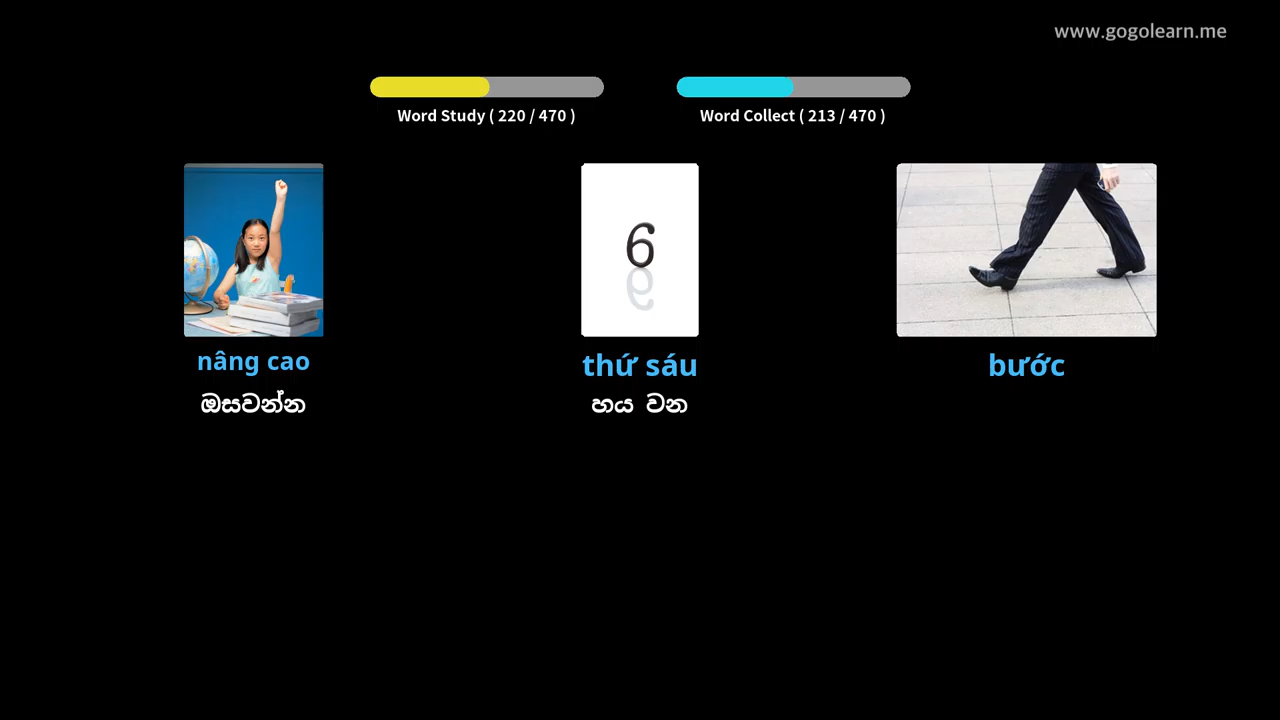 www.gogolearn.me
Word Study ( 220 / 470 )
Word Collect ( 213 / 470 )
6
nâng cao
thứ sáu
bước
ඔසවන්න
හය වන